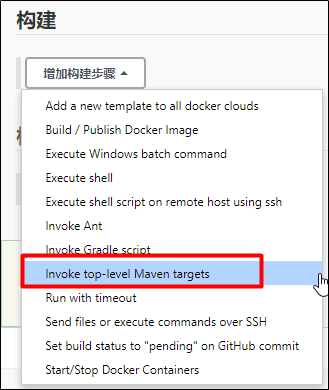 构建
增加构建步骤
Add a new template to all docker clouds
Build / Publish Docker Image
Execute Windows batch command
Execute shell
Execute shell script on remote host using ssh
Invoke Ant
Invoke Gradle script
Invoke top-level Maven targets
Run with timeout
Send files or execute commands over SSH
Set build status to "pending" on GitHub commit
Start/Stop Docker Containers